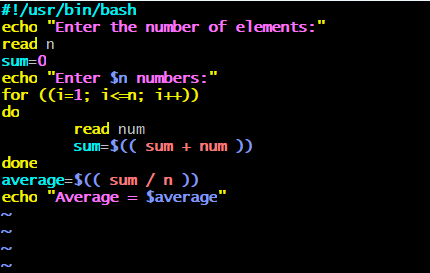 #!/usr/bin/bash
echo "Enter the number of elements:"
read n
sum=0
echo "Enter $n numbers:"
for ((i=1; i<=n; i++))
do
        read num
        sum=$(( sum + num ))
done
average=$(( sum / n ))
echo "Average = $average"
~
~
~
~